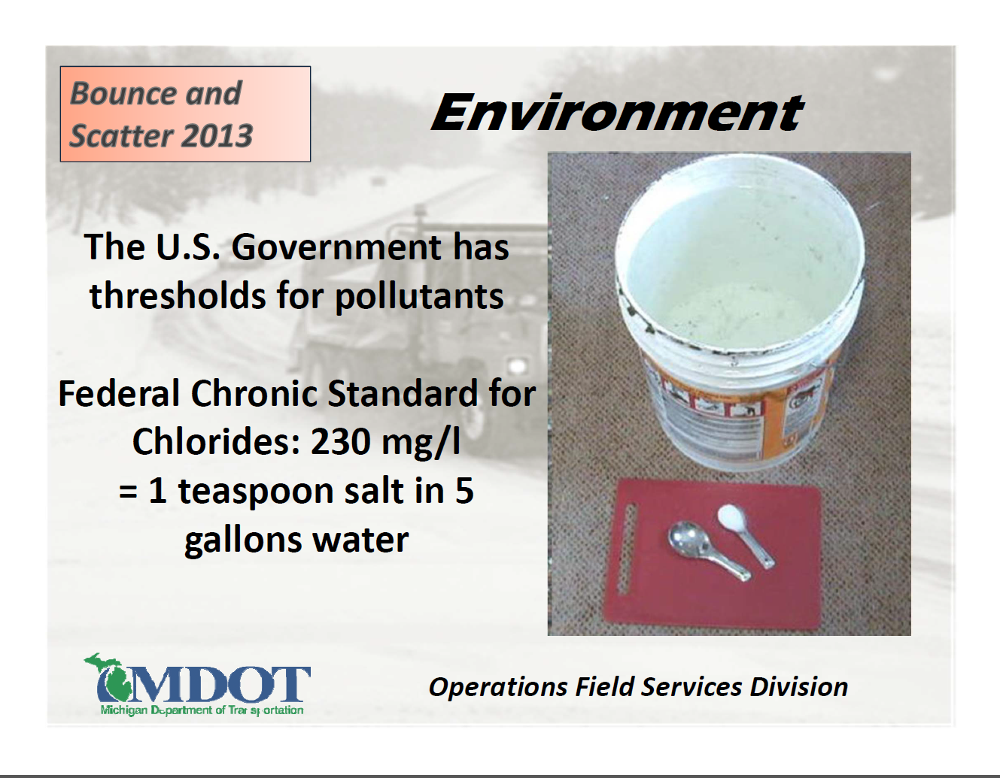 Bounce and
Scatter 2013
Environment
The U.S. Government has
thresholds for pollutants
Federal Chronic Standard for
Chlorides: 230 mg/l
= 1 teaspoon salt in 5
gallons water
MDOT
Michigan Department of Transportation
Operations Field Services Division